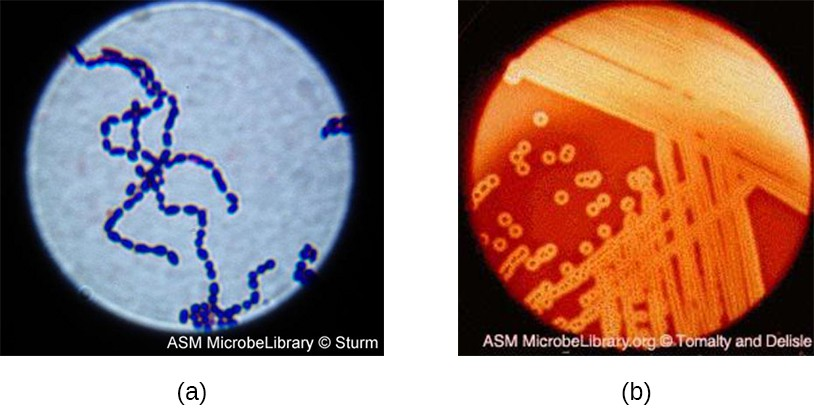 ASM MicrobeLibrary © Sturm
ASM MicrobeLibrary.org © Tomalty and Delisle
(a)
(b)